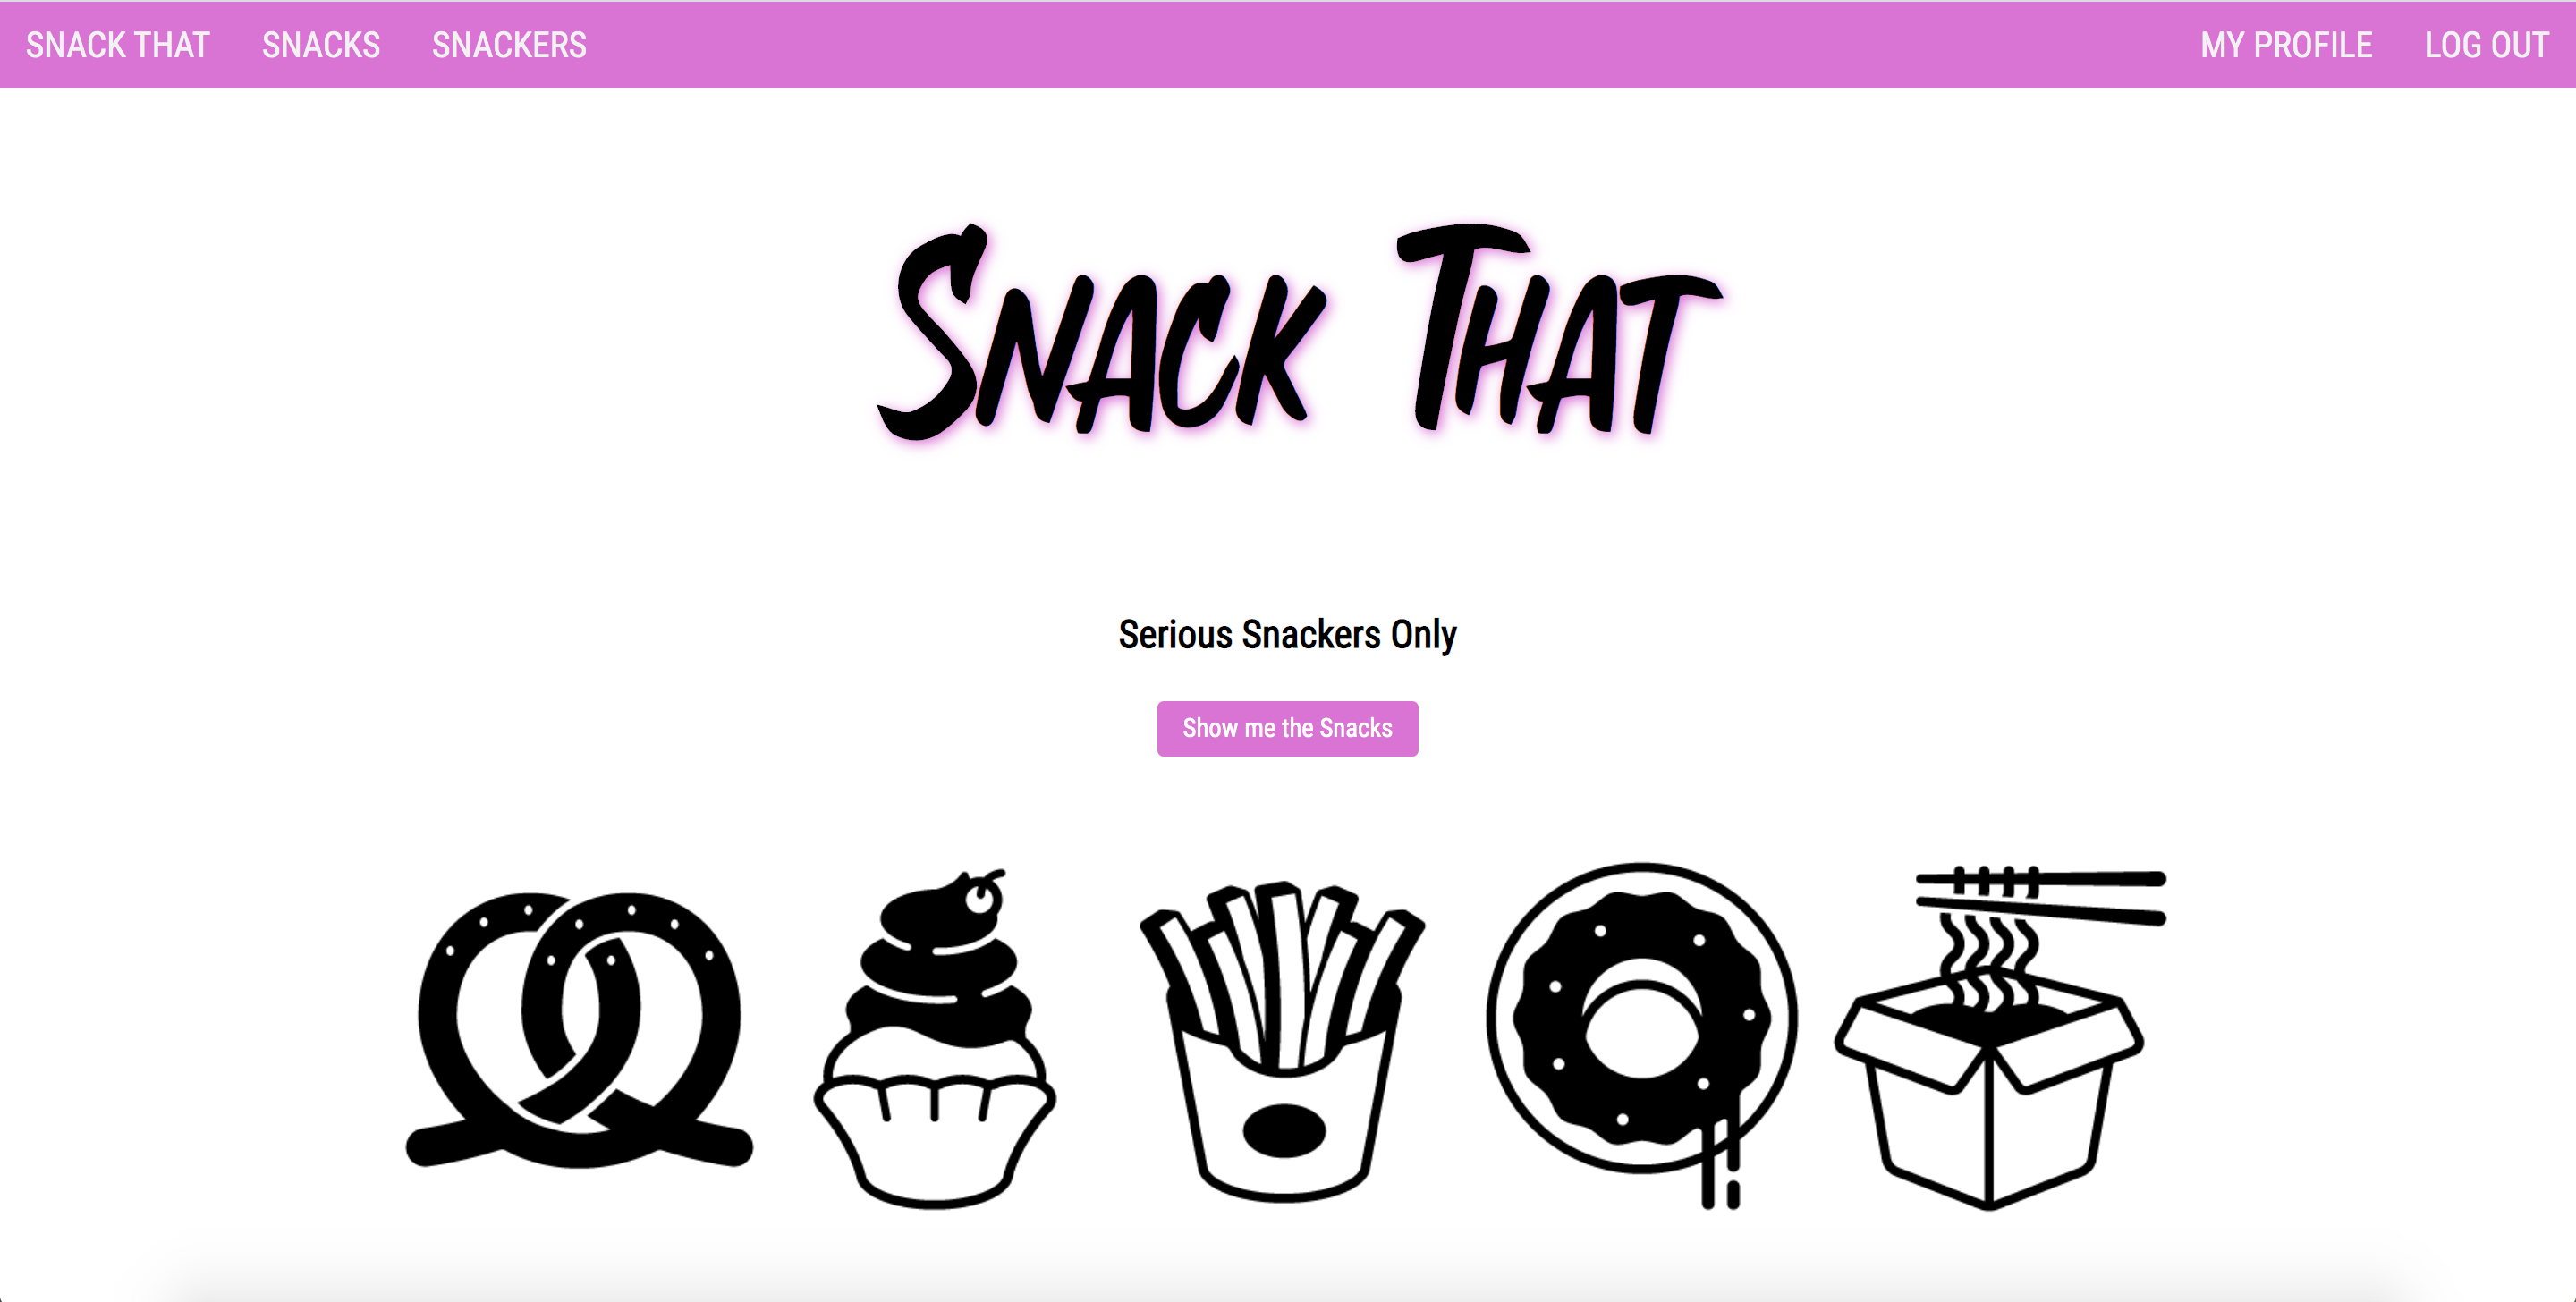 SNACK THAT SNACKS SNACKERS MY PROFILE LOG OUT
Snack That
Serious Snackers Only
Show me the Snacks